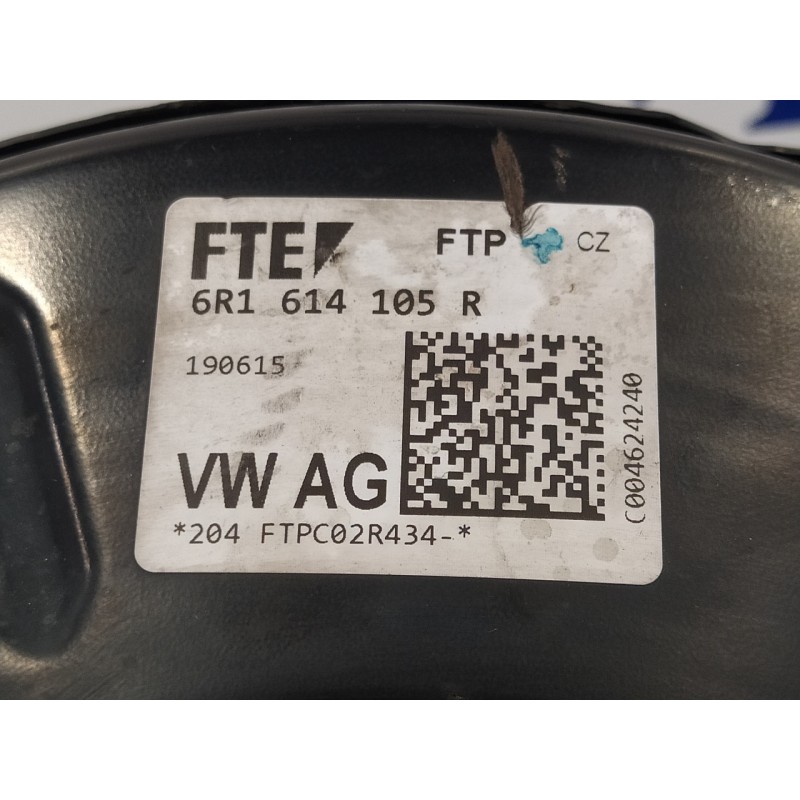 FTE FTP CZ
6R1 614 105 R
190615
VW AG
*204 FTPC02R434-*
C004624240